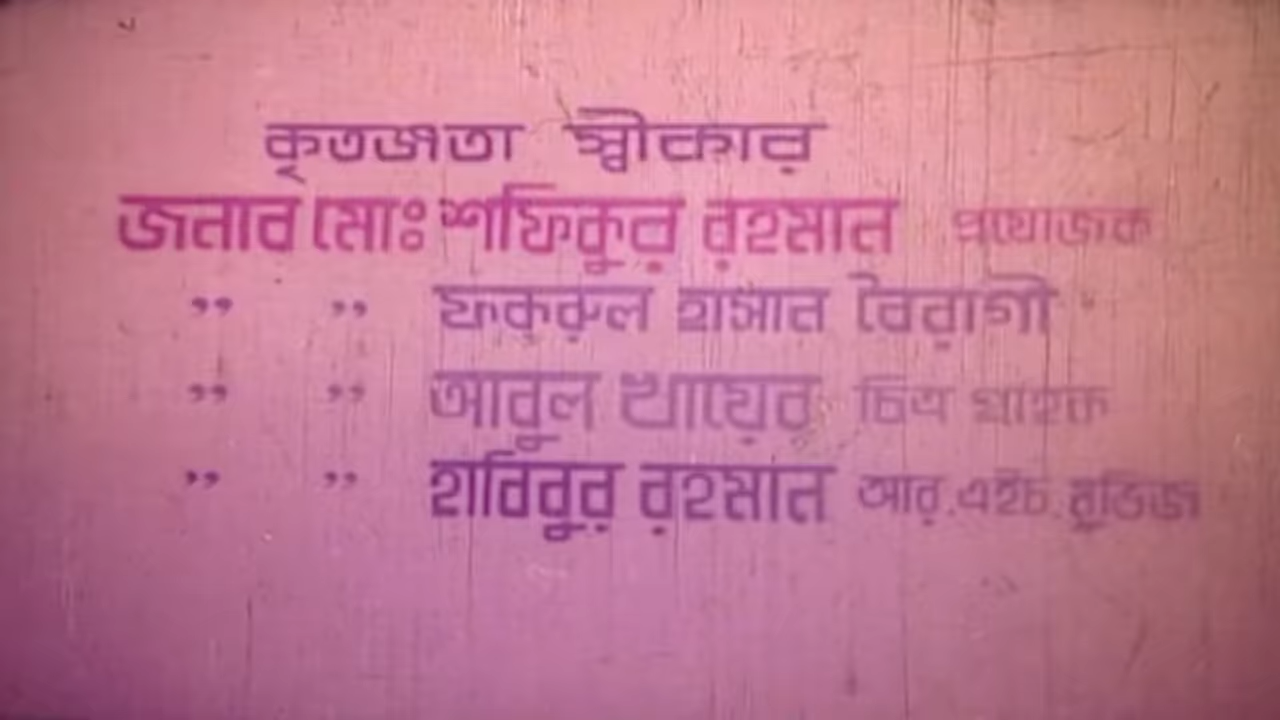 কৃতজ্ঞতা স্বীকার
জনাব মোঃ শফিকুর রহমান প্রযোজক
” ” ফকরুল হাসান বৈরাগী
” ” আবুল খায়ের চিত্র গ্রাহক
” ” হাবিবুর রহমান আর.এইচ.মুভিজ